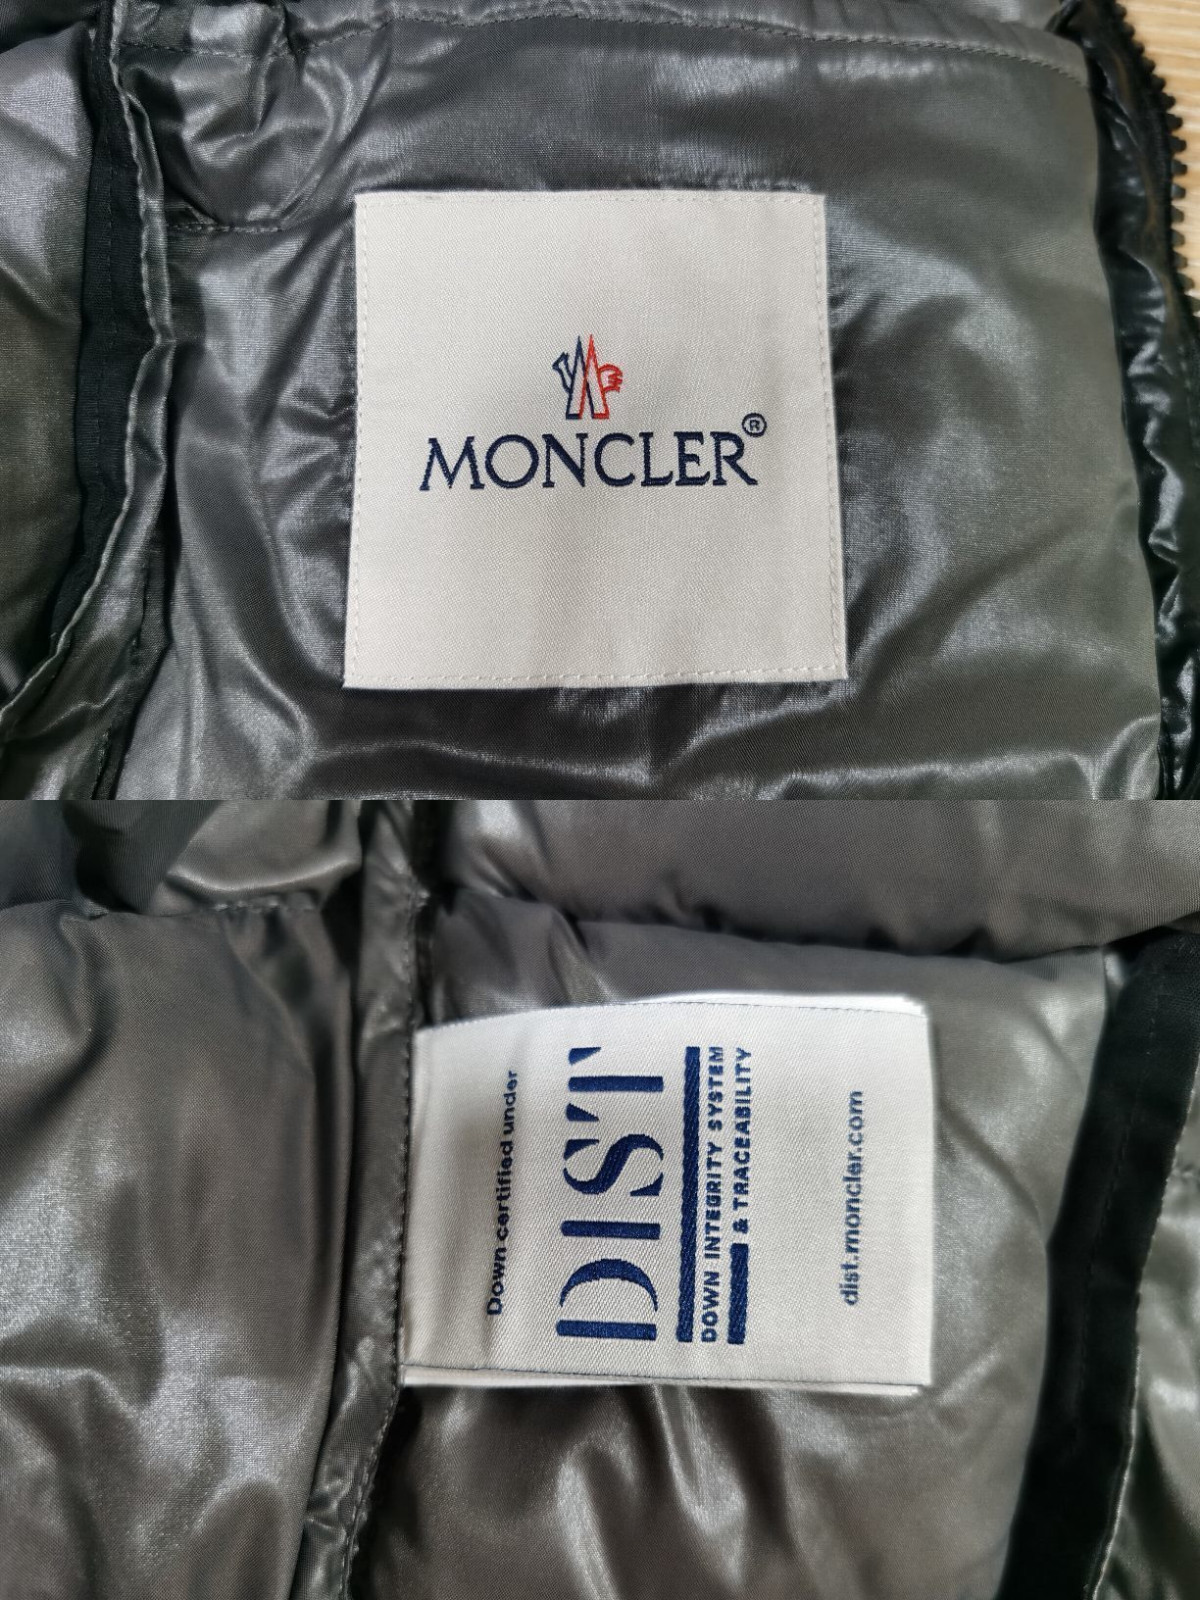 MONCLER®
Down certified under
DIST
DOWN INTEGRITY SYSTEM
& TRACEABILITY
dist.moncler.com